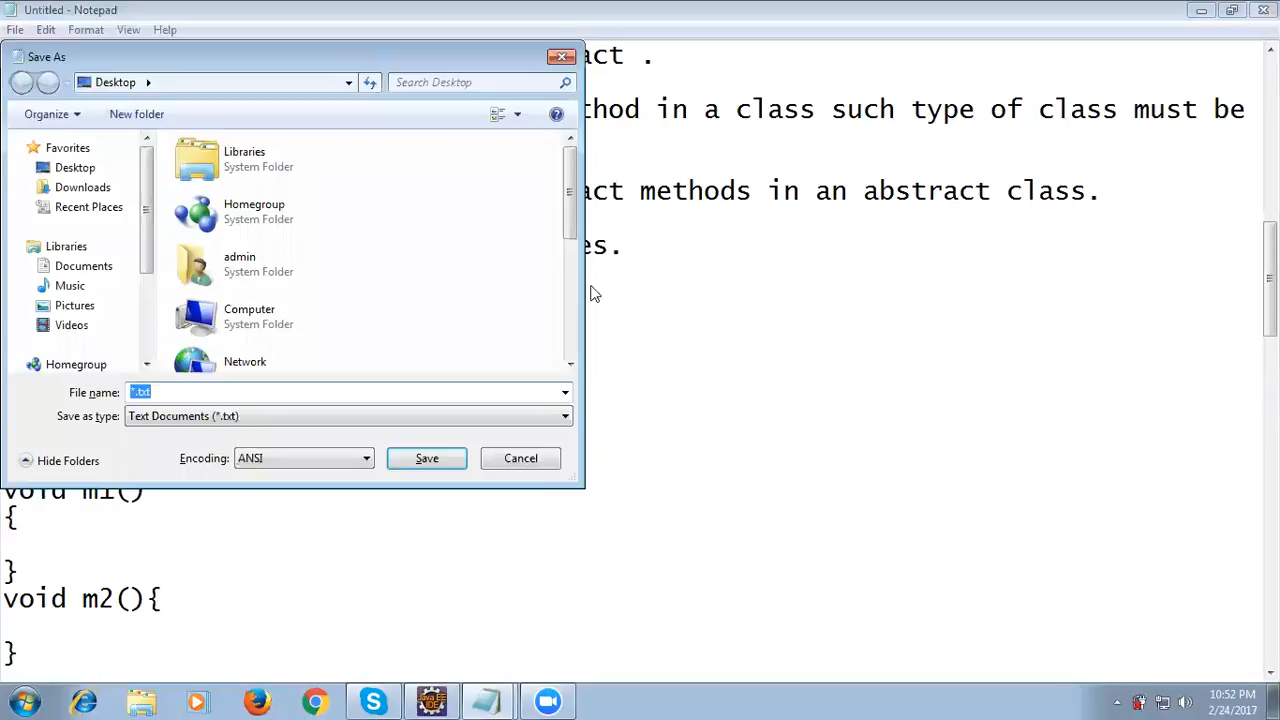 Untitled - Notepad
File Edit Format View Help
Save As
act .
Desktop
Search Desktop
Organize New folder
thod in a class such type of class must be
Favorites
Desktop
Downloads
Recent Places
Libraries
Documents
Music
Pictures
Videos
Homegroup
Libraries
System Folder
Homegroup
System Folder
admin
System Folder
Computer
System Folder
Network
act methods in an abstract class.
es.
File name: *.txt
Save as type: Text Documents (*.txt)
Hide Folders Encoding: ANSI Save Cancel
void m1()
{
}
void m2(){
}
Java EE
IDE
10:52 PM
2/24/2017